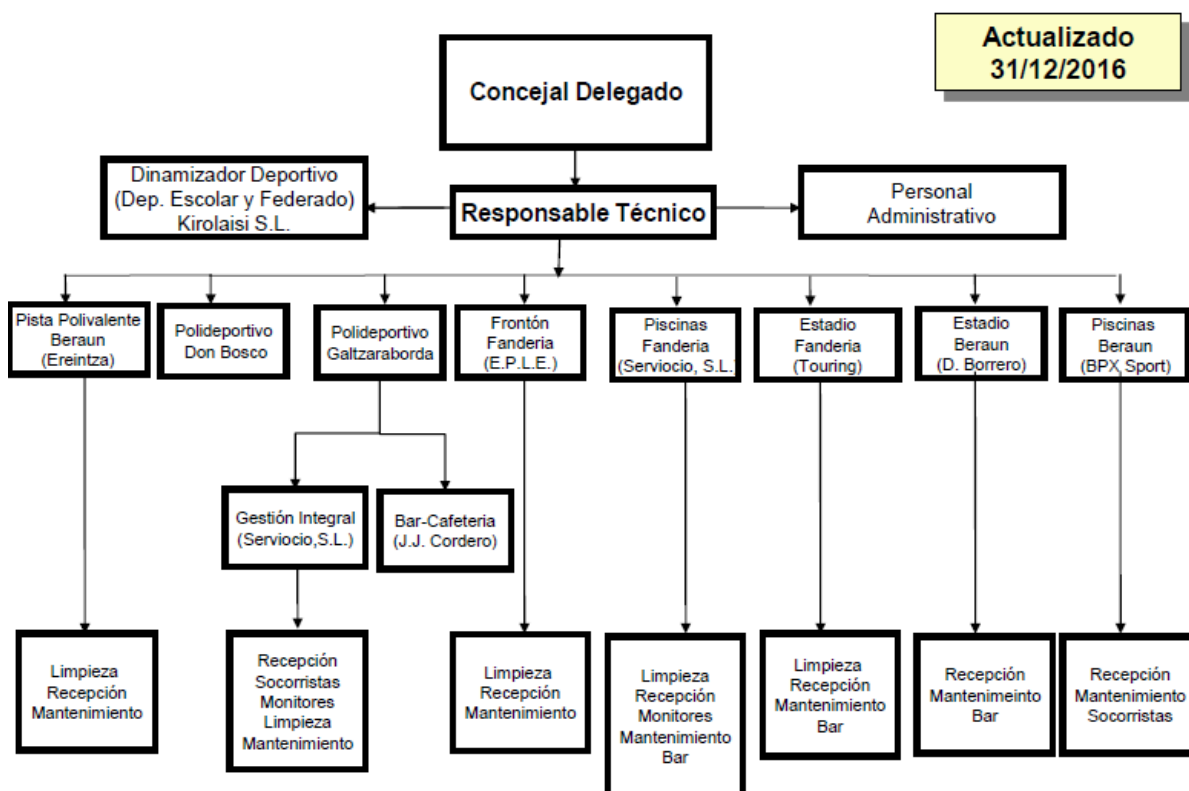 Actualizado
31/12/2016
Concejal Delegado
Dinamizador Deportivo
(Dep. Escolar y Federado)
Kirolaisi S.L.
Responsable Técnico
Personal
Administrativo
Pista Polivalente
Beraun
(Ereintza)
Polideportivo
Don Bosco
Polideportivo
Galtzaraborda
Frontón
Fanderia
(E.P.L.E.)
Piscinas
Fanderia
(Serviocio, S.L.)
Estadio
Fanderia
(Touring)
Estadio
Beraun
(D. Borrero)
Piscinas
Beraun
(BPX Sport)
Gestión Integral
(Serviocio,S.L.)
Bar-Cafeteria
(J.J. Cordero)
Limpieza
Recepción
Mantenimiento
Recepción
Socorristas
Monitores
Limpieza
Mantenimiento
Limpieza
Recepción
Mantenimiento
Limpieza
Recepción
Monitores
Mantenimiento
Bar
Limpieza
Recepción
Mantenimiento
Bar
Recepción
Mantenimeinto
Bar
Recepción
Mantenimiento
Socorristas